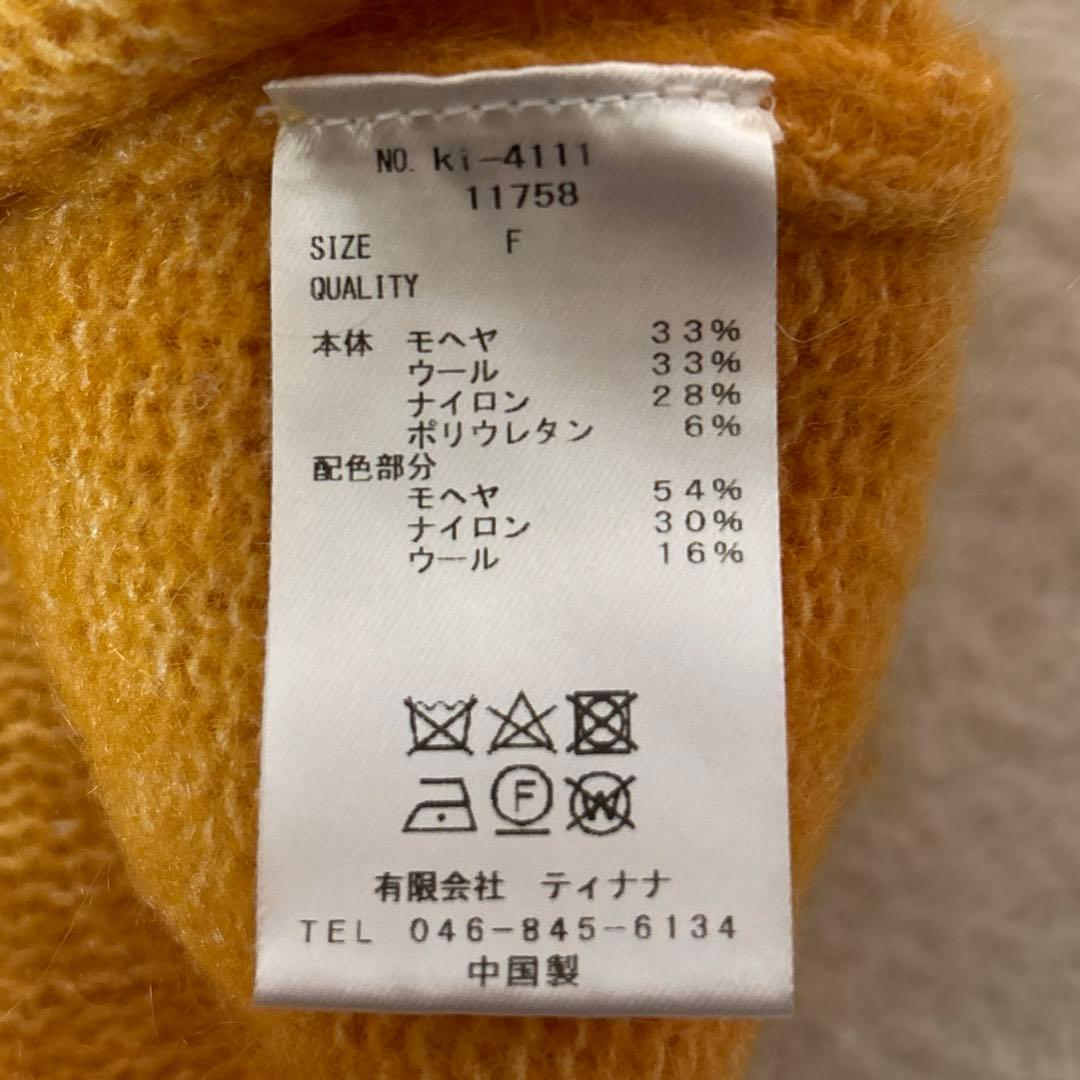 NO. ki-4111
11758
SIZE F
QUALITY
本体 モヘヤ 33%
ウール 33%
ナイロン 28%
ポリウレタン 6%
配色部分
モヘヤ 54%
ナイロン 30%
ウール 16%
F W
有限会社 ティナナ
TEL 046-845-6134
中国製